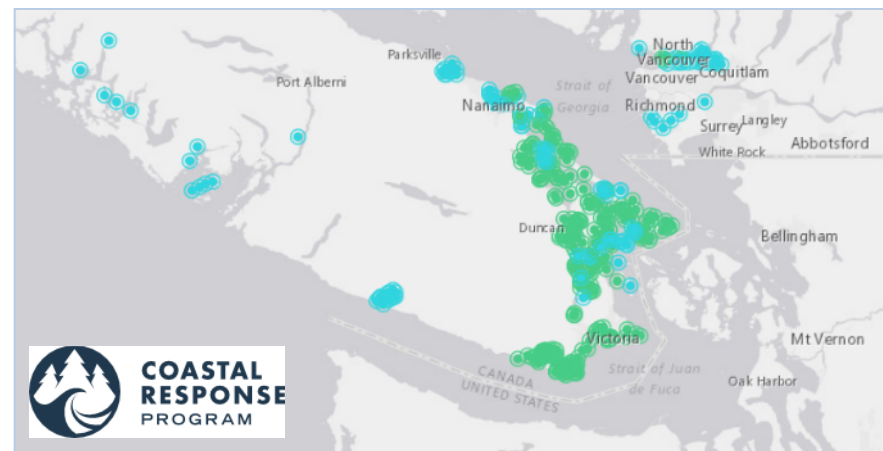 North
Vancouver
Vancouver
Coquitlam
Parksville
Port Alberni
Strait of
Georgia
Nanaimo
Richmond
Surrey
Langley
White Rock
Abbotsford
Duncan
Bellingham
Victoria
Mt Vernon
CANADA
UNITED STATES
Strait of Juan
de Fuca
Oak Harbor
COASTAL
RESPONSE
PROGRAM